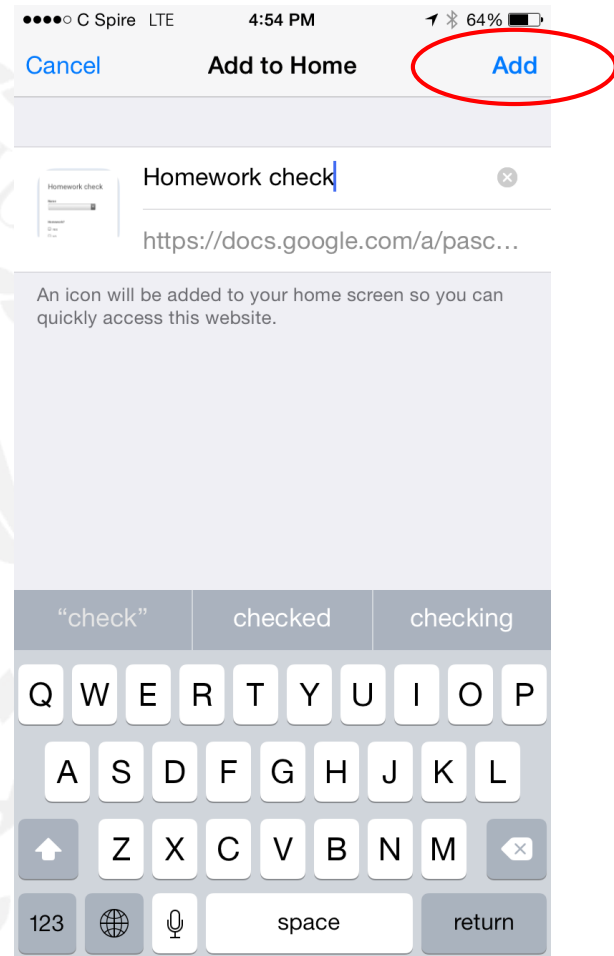 C Spire LTE 4:54 PM 64%
Cancel Add to Home Add
Homework check
Homework check
https://docs.google.com/a/pasc...
An icon will be added to your home screen so you can
quickly access this website.
“check” checked checking
Q W E R T Y U I O P
A S D F G H J K L
Z X C V B N M
123 space return